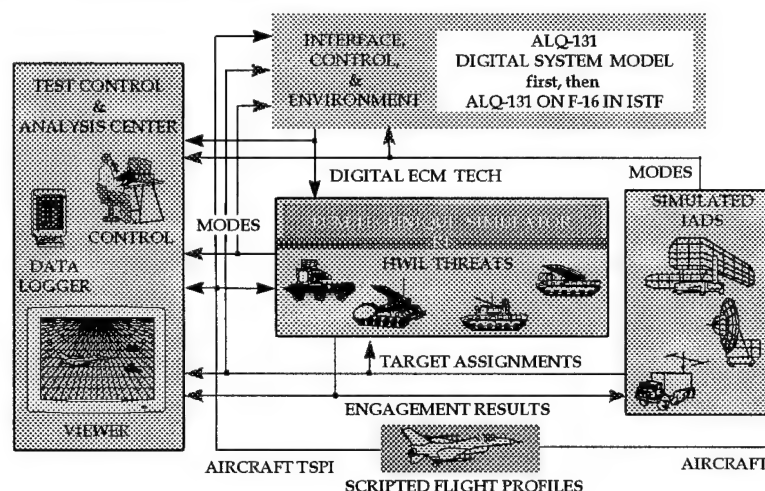 INTERFACE,
CONTROL,
&
ENVIRONMENT
ALQ-131
DIGITAL SYSTEM MODEL
first, then
ALQ-131 ON F-16 IN ISTF
TEST CONTROL
&
ANALYSIS CENTER
CONTROL
DATA
LOGGER
VIEWER
DIGITAL ECM TECH
MODES
MODES
HWIL THREATS
SIMULATED
IADS
TARGET ASSIGNMENTS
ENGAGEMENT RESULTS
AIRCRAFT TSPI
AIRCRAFT
SCRIPTED FLIGHT PROFILES